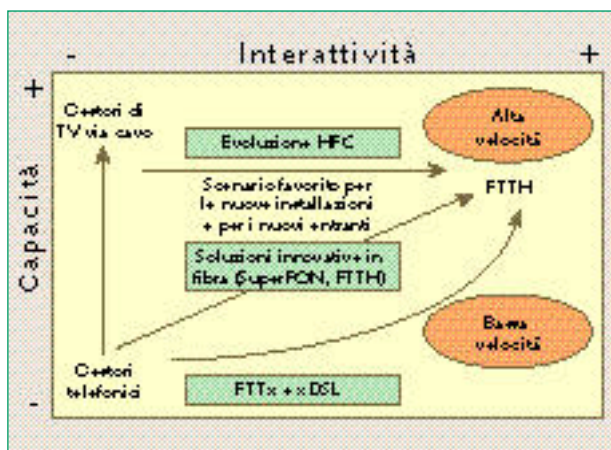 - Interattività +
+
Capacità
-
Gestori di
TV via cavo
Evoluzione HFC
Alta
velocità
FTTH
Scenario favorito per
le nuove installazioni
e per i nuovi entranti
Soluzioni innovative in
fibra (SuperPON, FTTH)
Bassa
velocità
Gestori
telefonici
FTTx + xDSL